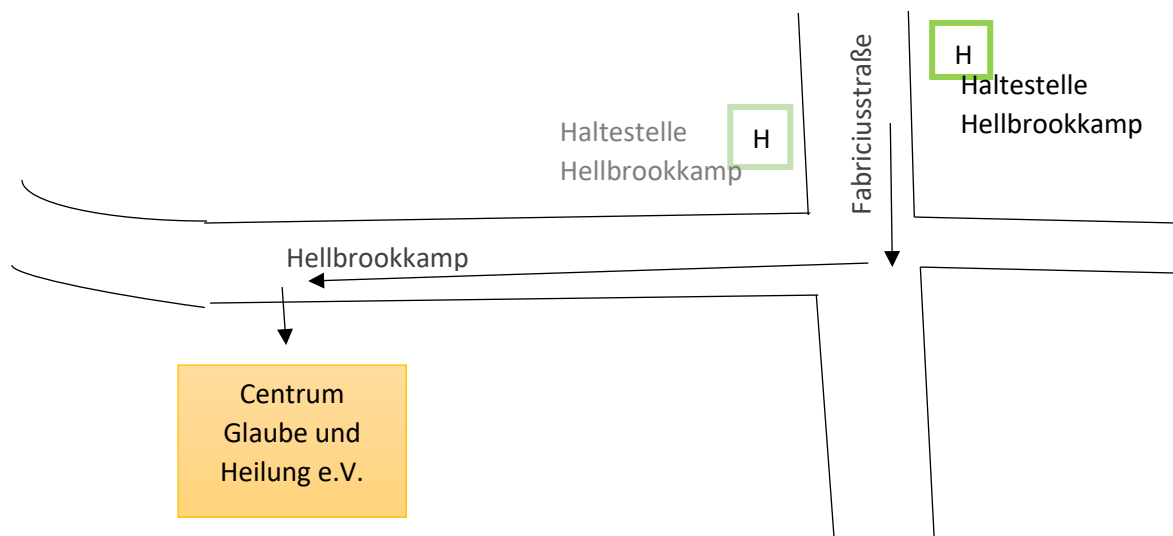 H
Haltestelle
Hellbrookkamp
Fabriciusstraße
H
Haltestelle
Hellbrookkamp
Hellbrookkamp
Centrum
Glaube und
Heilung e.V.